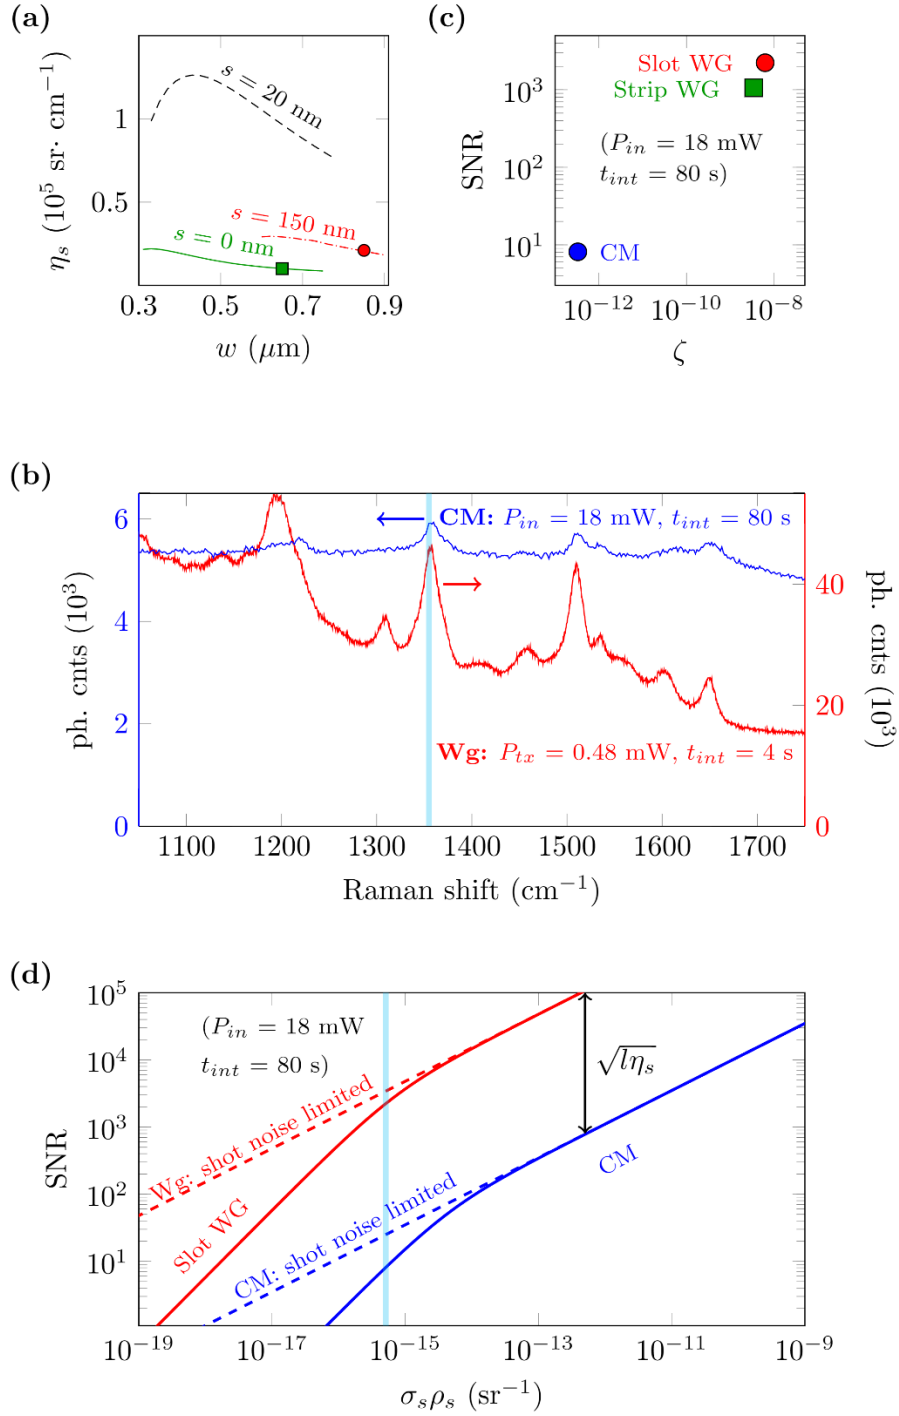 (a)
η_s (10^5 sr· cm^−1)
1
0.5
s = 20 nm
s = 150 nm
s = 0 nm
0.3 0.5 0.7 0.9
w (μm)
(c)
SNR
10^3
10^2
10^1
Slot WG
Strip WG
(P_in = 18 mW
t_int = 80 s)
CM
10^−12 10^−10 10^−8
ζ
(b)
ph. cnts (10^3)
6
4
2
0
CM: P_in = 18 mW, t_int = 80 s
Wg: P_tx = 0.48 mW, t_int = 4 s
40
20
0
ph. cnts (10^3)
1100 1200 1300 1400 1500 1600 1700
Raman shift (cm^−1)
(d)
SNR
10^5
10^4
10^3
10^2
10^1
(P_in = 18 mW
t_int = 80 s)
Wg: shot noise limited
Slot WG
CM: shot noise limited
√lη_s
CM
10^−19 10^−17 10^−15 10^−13 10^−11 10^−9
σ_sρ_s (sr^−1)